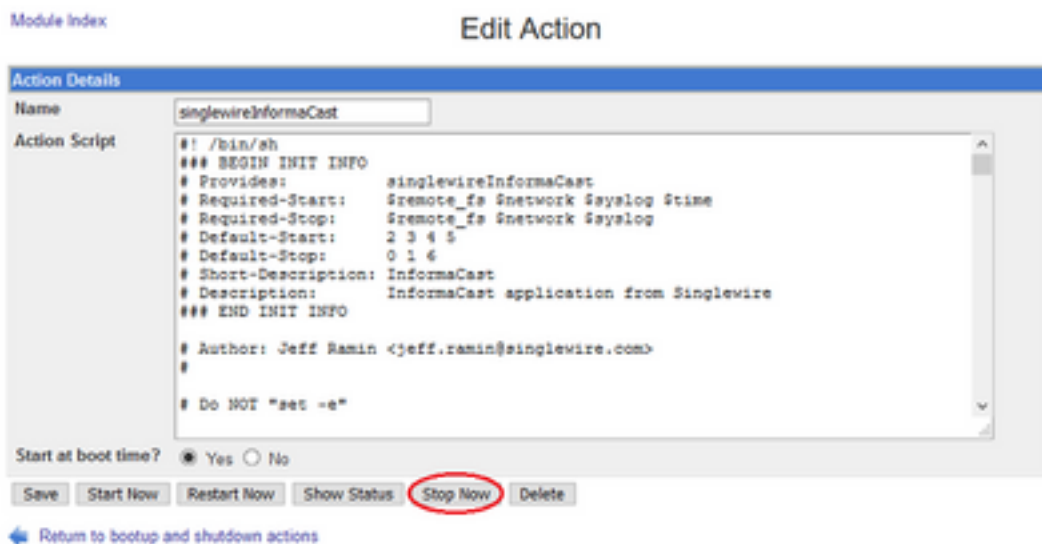 Module Index
Edit Action
Action Details
Name singlewireInformaCast
Action Script
#! /bin/sh
### BEGIN INIT INFO
# Provides: singlewireInformaCast
# Required-Start: $remote_fs $network $syslog $time
# Required-Stop: $remote_fs $network $syslog
# Default-Start: 2 3 4 5
# Default-Stop: 0 1 6
# Short-Description: InformaCast
# Description: InformaCast application from Singlewire
### END INIT INFO
# Author: Jeff Ramin <jeff.ramin@singlewire.com>
#
# Do NOT "set -e"
Start at boot time? Yes No
Save Start Now Restart Now Show Status Stop Now Delete
Return to bootup and shutdown actions